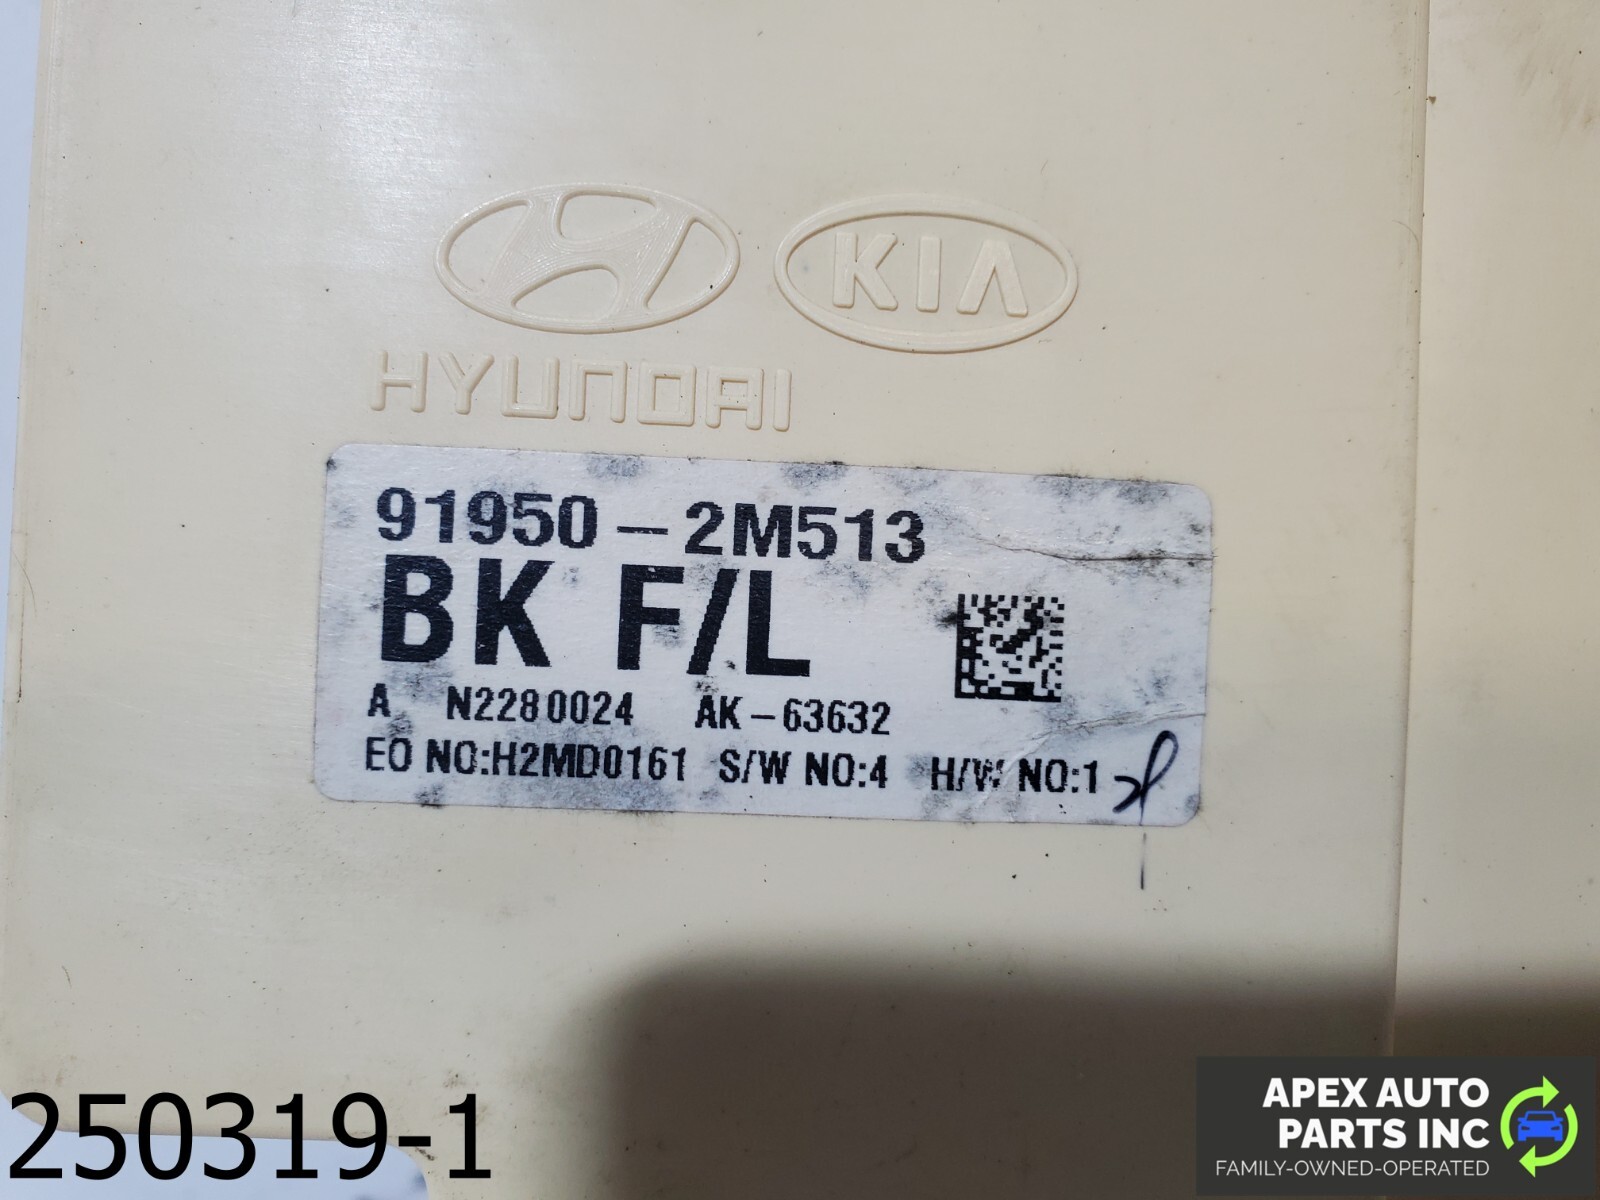 KIA
HYUNDAI
91950-2M513
BK F/L
A N2280024 AK-63632
EO NO:H2MD0161 S/W NO:4 H/W NO:1
250319-1
APEX AUTO
PARTS INC
FAMILY-OWNED-OPERATED